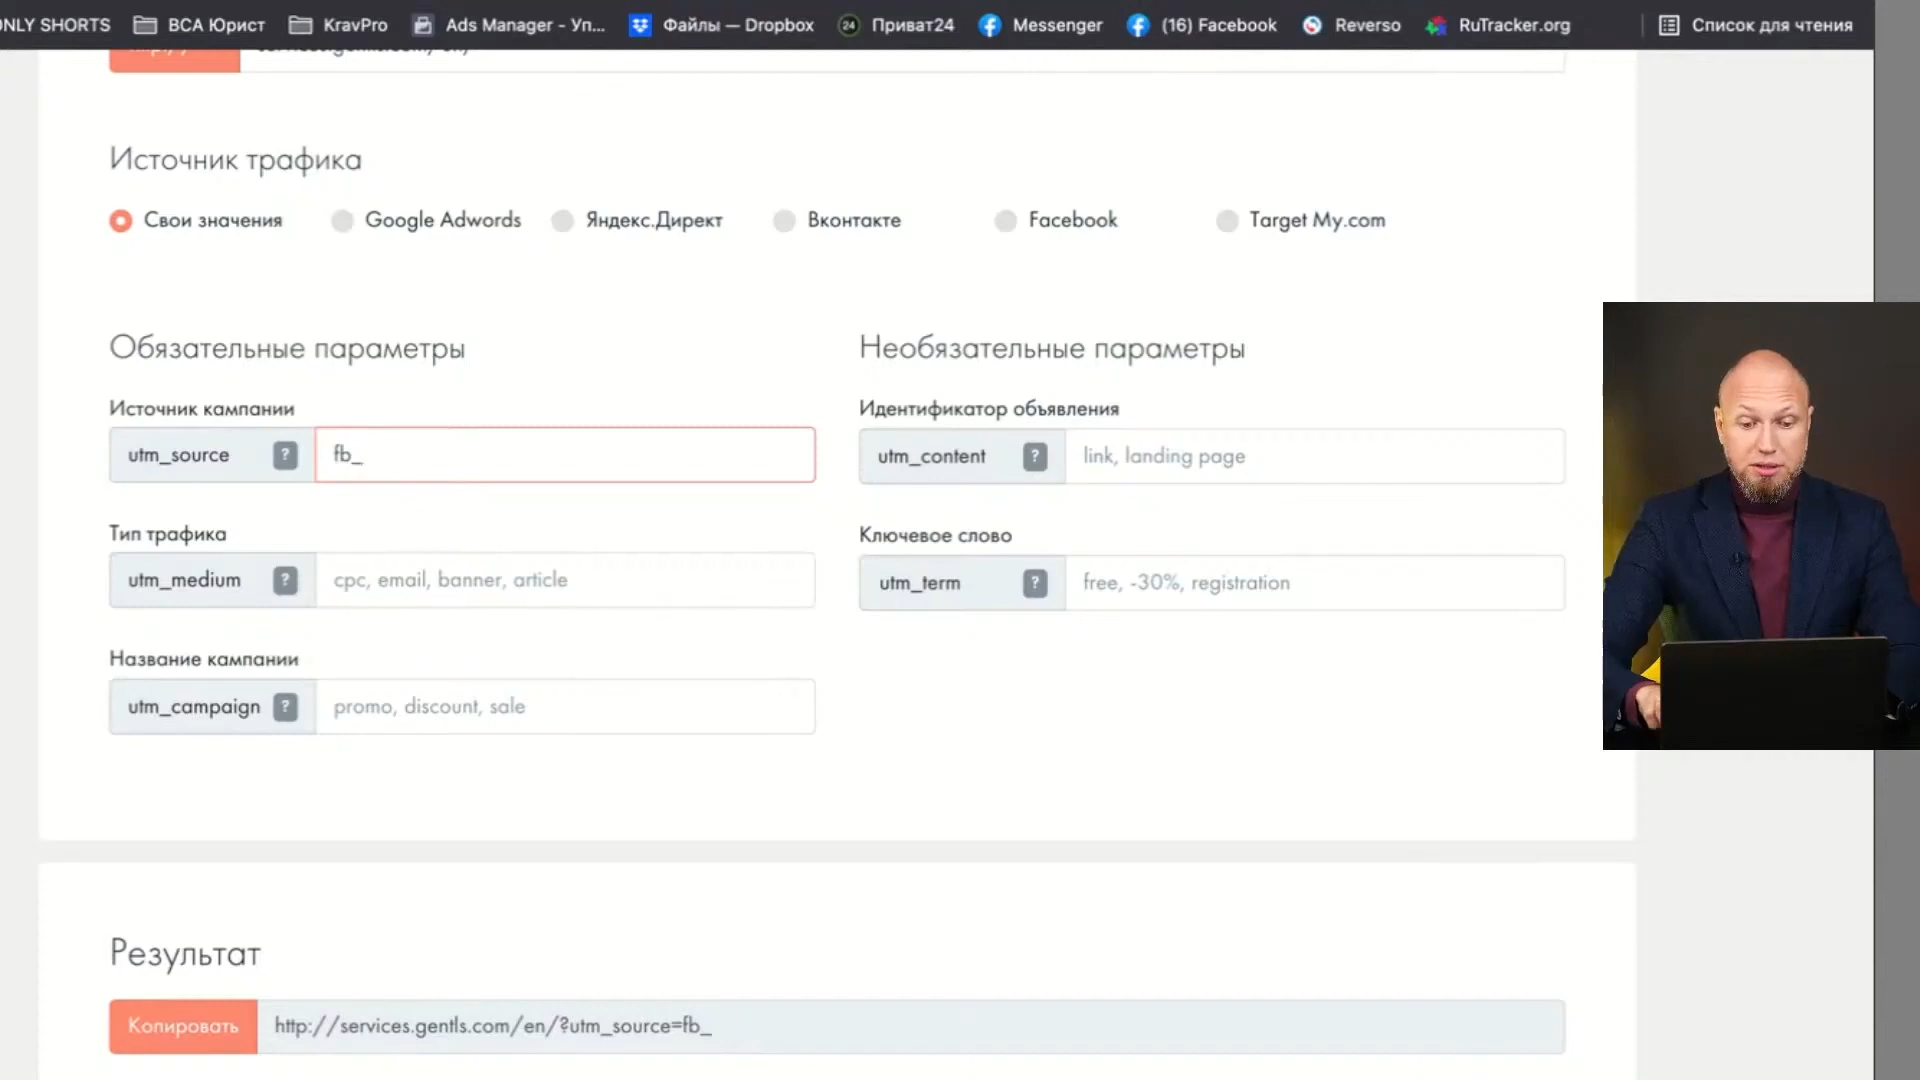 ONLY SHORTS ВСА Юрист KravPro Ads Manager - Уп... Файлы — Dropbox 24 Приват24 Messenger (16) Facebook Reverso RuTracker.org Список для чтения
Источник трафика
Свои значения Google Adwords Яндекс.Директ Вконтакте Facebook Target My.com
Обязательные параметры Необязательные параметры
Источник кампании Идентификатор объявления
utm_source ? fb_ utm_content ? link, landing page
Тип трафика Ключевое слово
utm_medium ? cpc, email, banner, article utm_term ? free, -30%, registration
Название кампании
utm_campaign ? promo, discount, sale
Результат
Копировать http://services.gentls.com/en/?utm_source=fb_